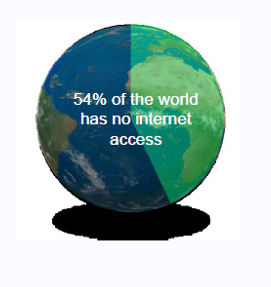 54% of the world
has no internet
access